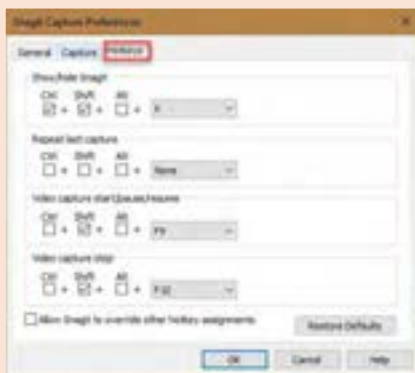 Snagit Capture Preferences
General Capture Hotkeys
Show/hide Snagit
Ctrl Shift Alt
+ + + X
Repeat last capture
Ctrl Shift Alt
+ + + None
Video capture start/pause/resume
Ctrl Shift Alt
+ + + F9
Video capture stop
Ctrl Shift Alt
+ + + F10
Allow Snagit to override other hotkey assignments
Restore Defaults
OK Cancel Help